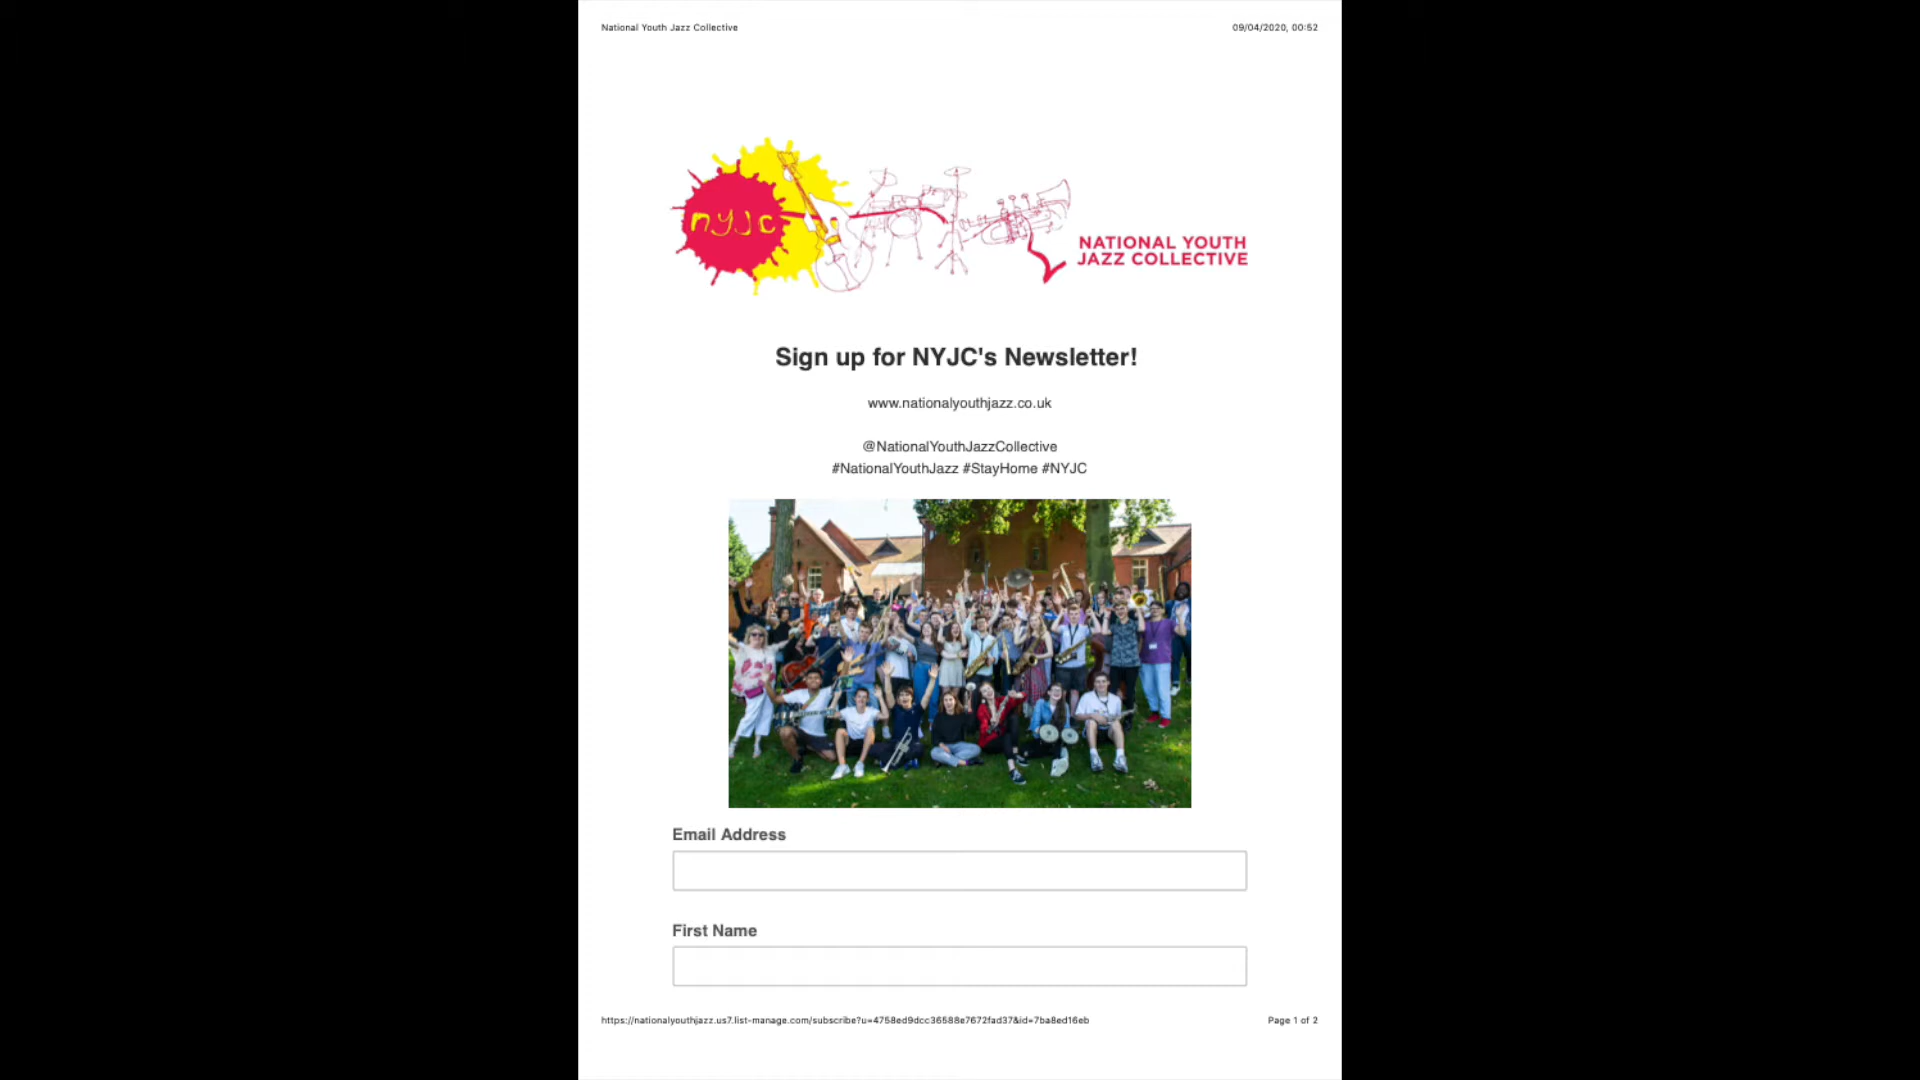 National Youth Jazz Collective
09/04/2020, 00:52
nyjc
NATIONAL YOUTH
JAZZ COLLECTIVE
Sign up for NYJC's Newsletter!
www.nationalyouthjazz.co.uk
@NationalYouthJazzCollective
#NationalYouthJazz #StayHome #NYJC
Email Address
First Name
https://nationalyouthjazz.us7.list-manage.com/subscribe?u=4758ed9dcc36588e7672fad37&id=7ba8ed16eb
Page 1 of 2